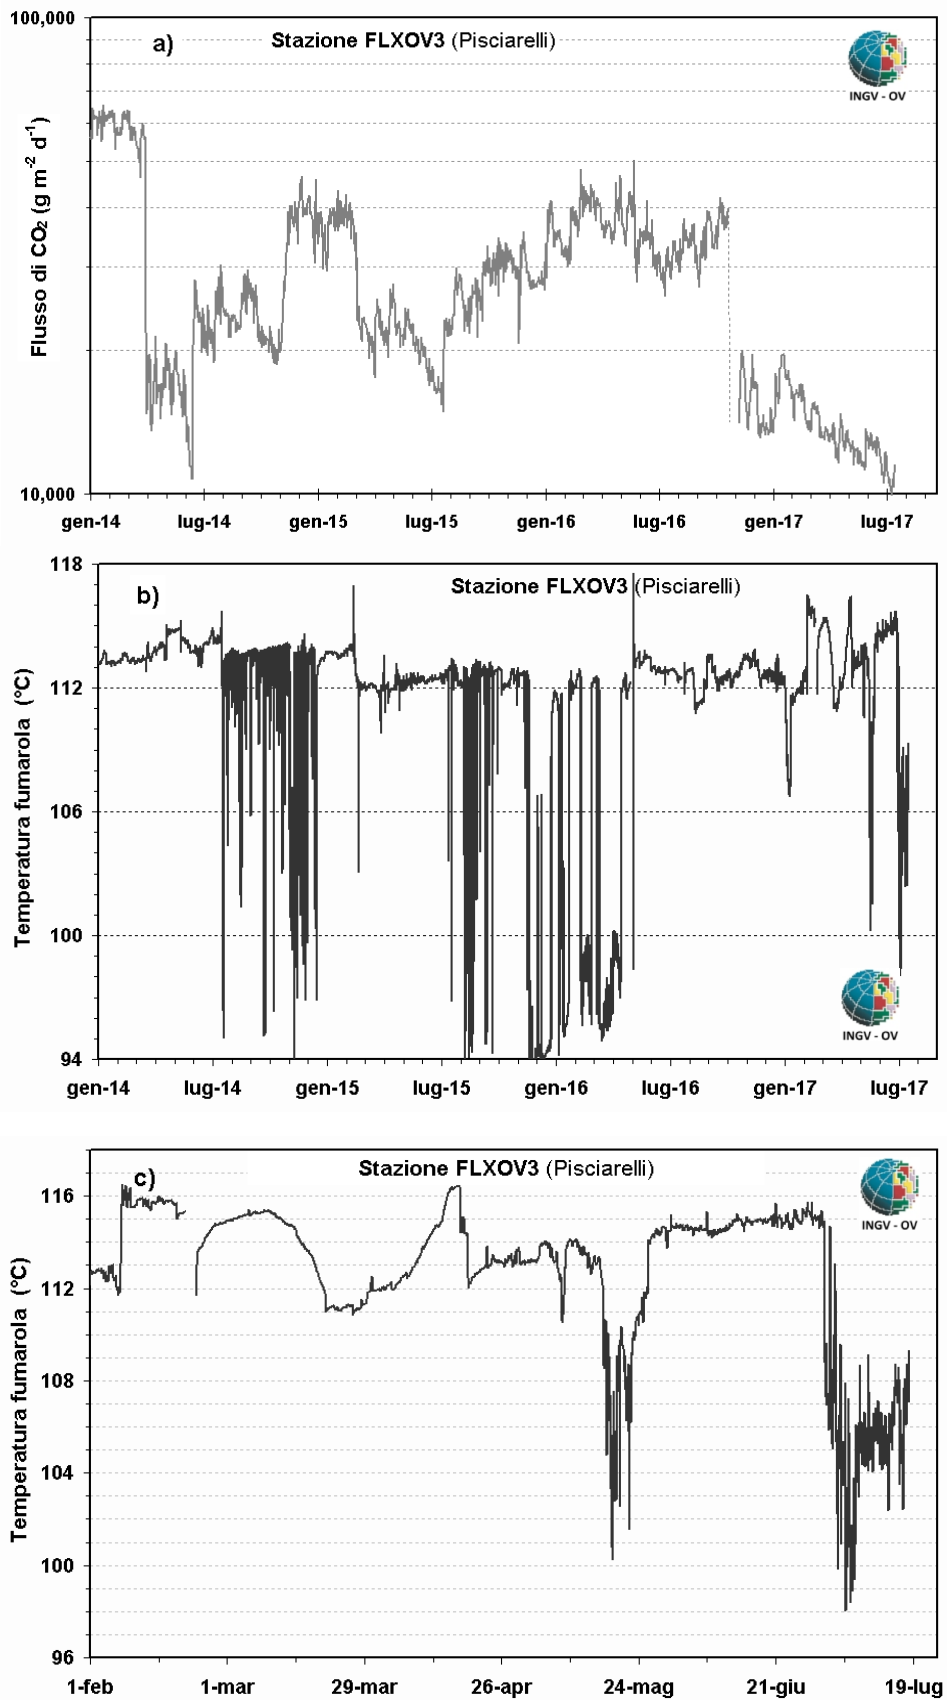 100,000
a)
Stazione FLXOV3 (Pisciarelli)
INGV - OV
Flusso di CO2 (g m-2 d-1)
10,000
gen-14 lug-14 gen-15 lug-15 gen-16 lug-16 gen-17 lug-17
118
b)
Stazione FLXOV3 (Pisciarelli)
Temperatura fumarola (°C)
112
106
100
INGV - OV
94
gen-14 lug-14 gen-15 lug-15 gen-16 lug-16 gen-17 lug-17
c)
Stazione FLXOV3 (Pisciarelli)
116
INGV - OV
Temperatura fumarola (°C)
112
108
104
100
96
1-feb 1-mar 29-mar 26-apr 24-mag 21-giu 19-lug